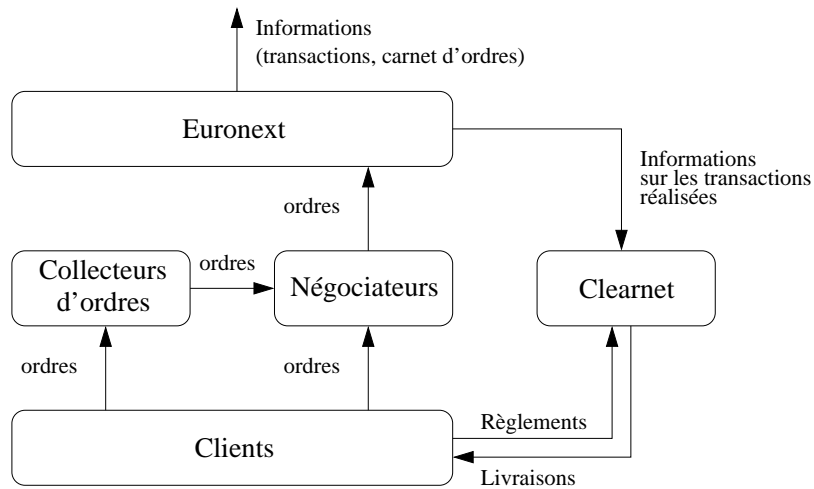 Informations
(transactions, carnet d’ordres)
Euronext
Informations
sur les transactions
réalisées
ordres
Collecteurs
d’ordres
ordres
Négociateurs
Clearnet
ordres
ordres
Clients
Règlements
Livraisons